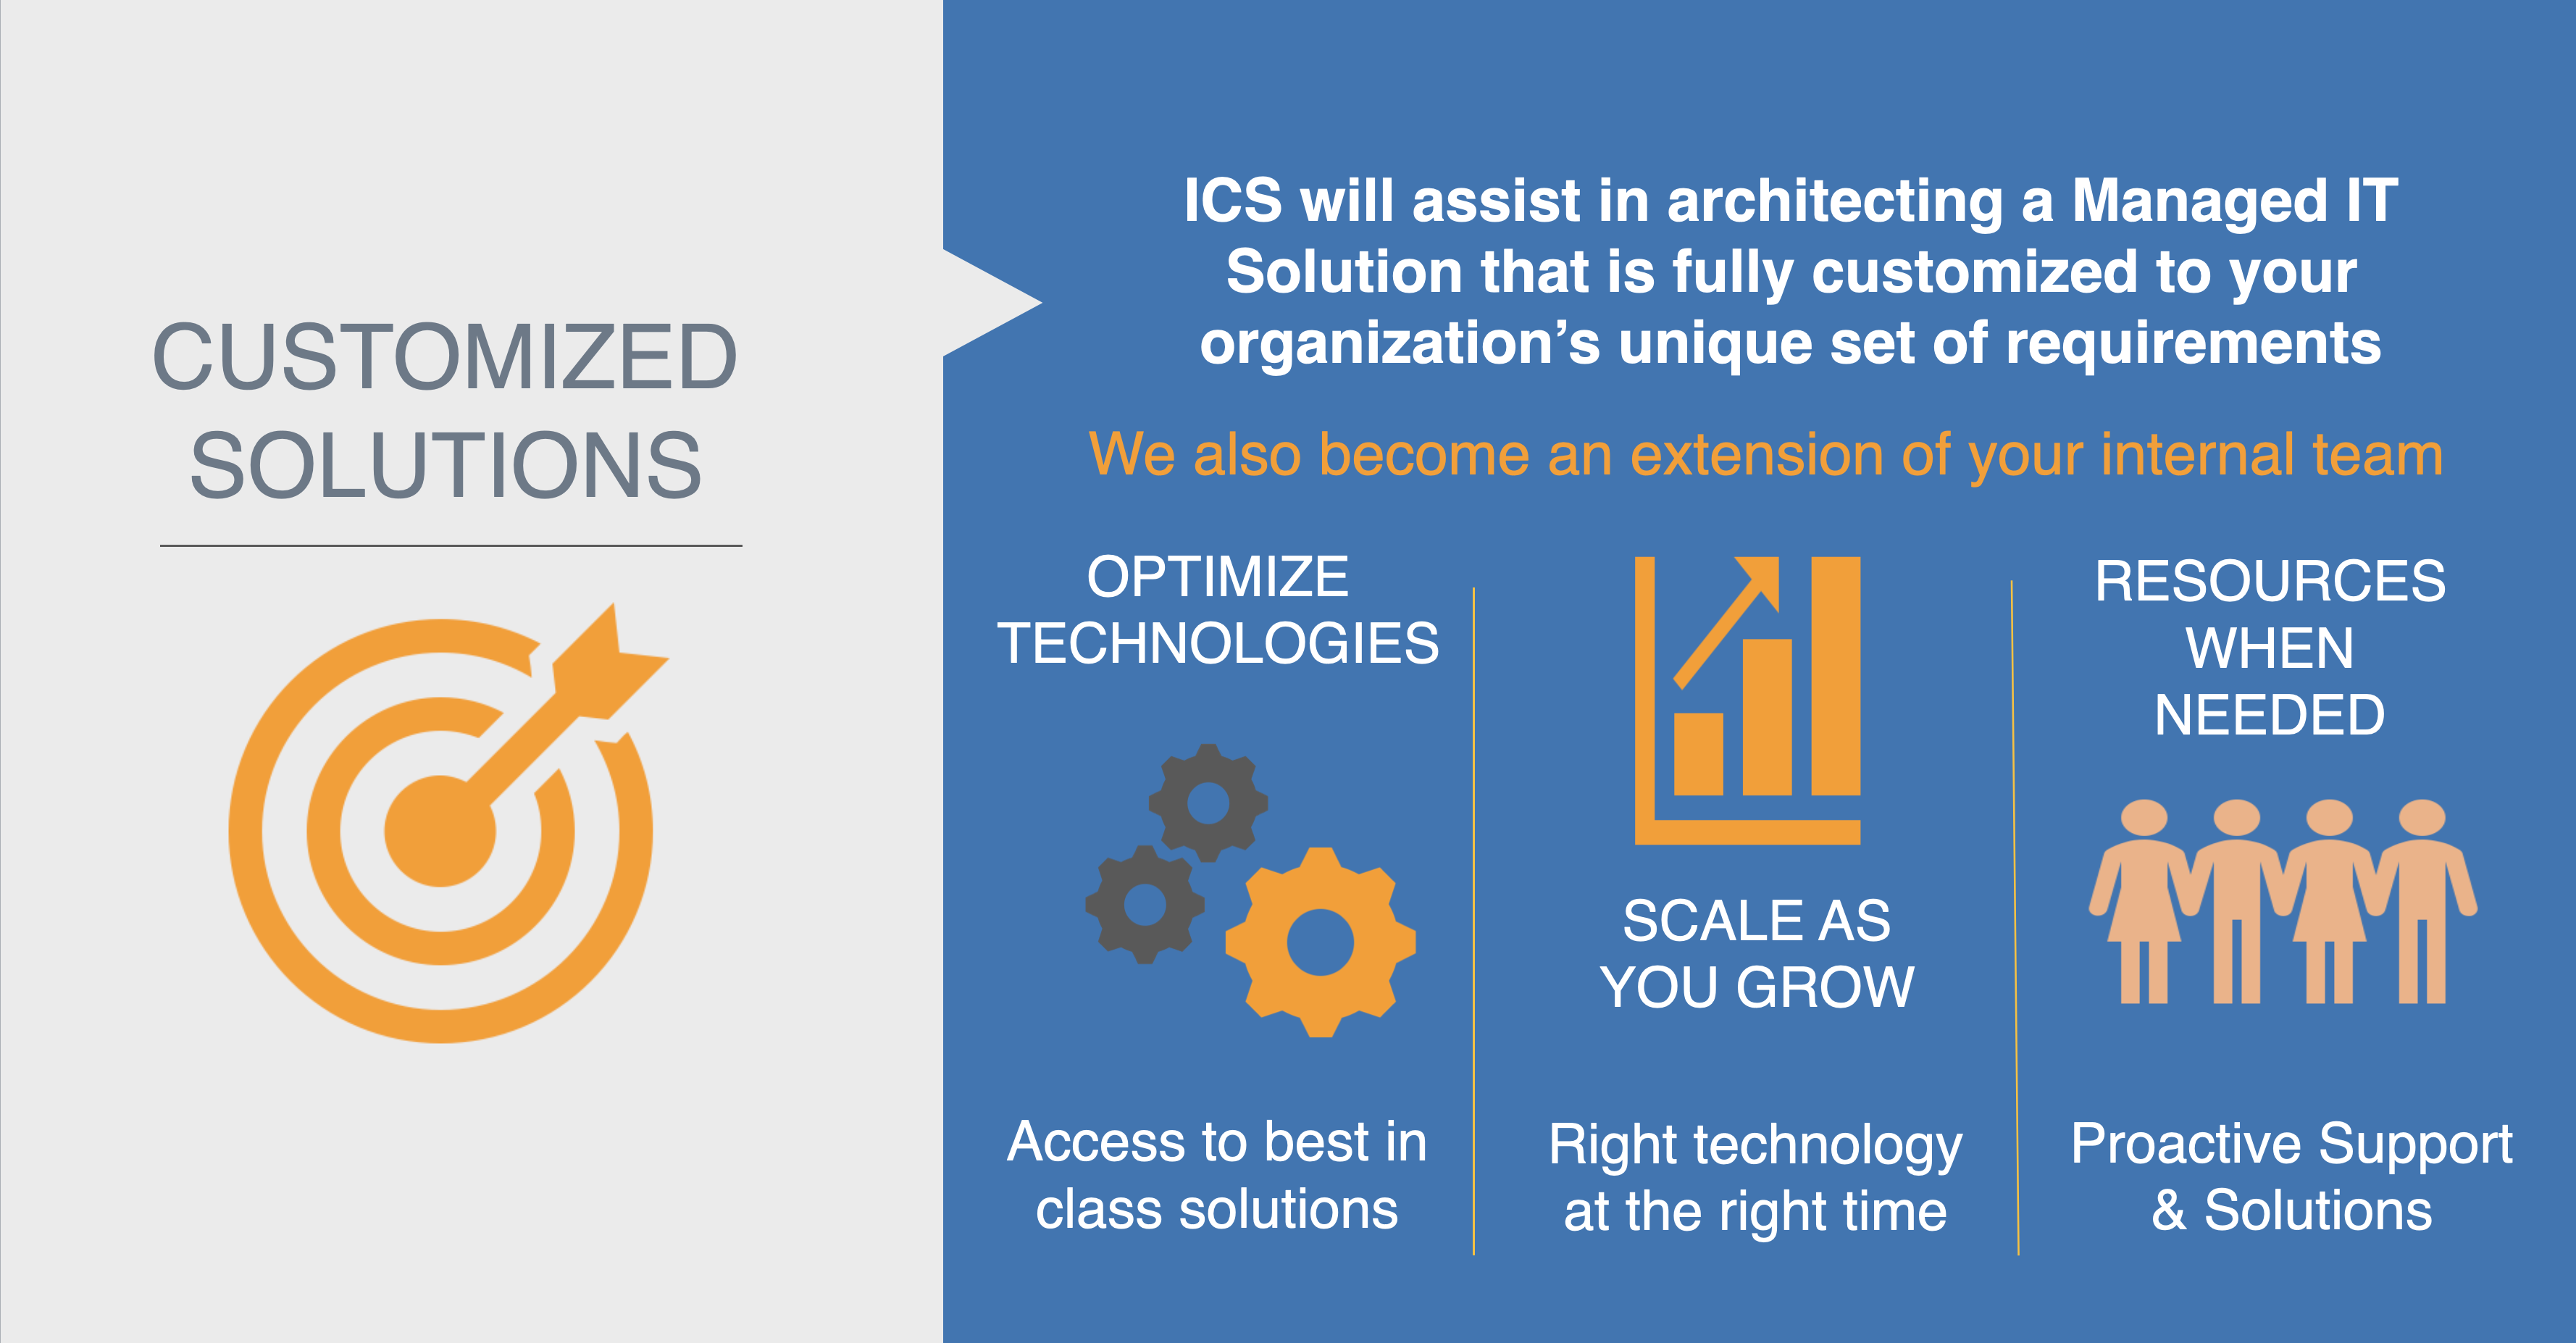 CUSTOMIZED
SOLUTIONS
ICS will assist in architecting a Managed IT
Solution that is fully customized to your
organization’s unique set of requirements
We also become an extension of your internal team
OPTIMIZE
TECHNOLOGIES
Access to best in
class solutions
SCALE AS
YOU GROW
Right technology
at the right time
RESOURCES
WHEN
NEEDED
Proactive Support
& Solutions